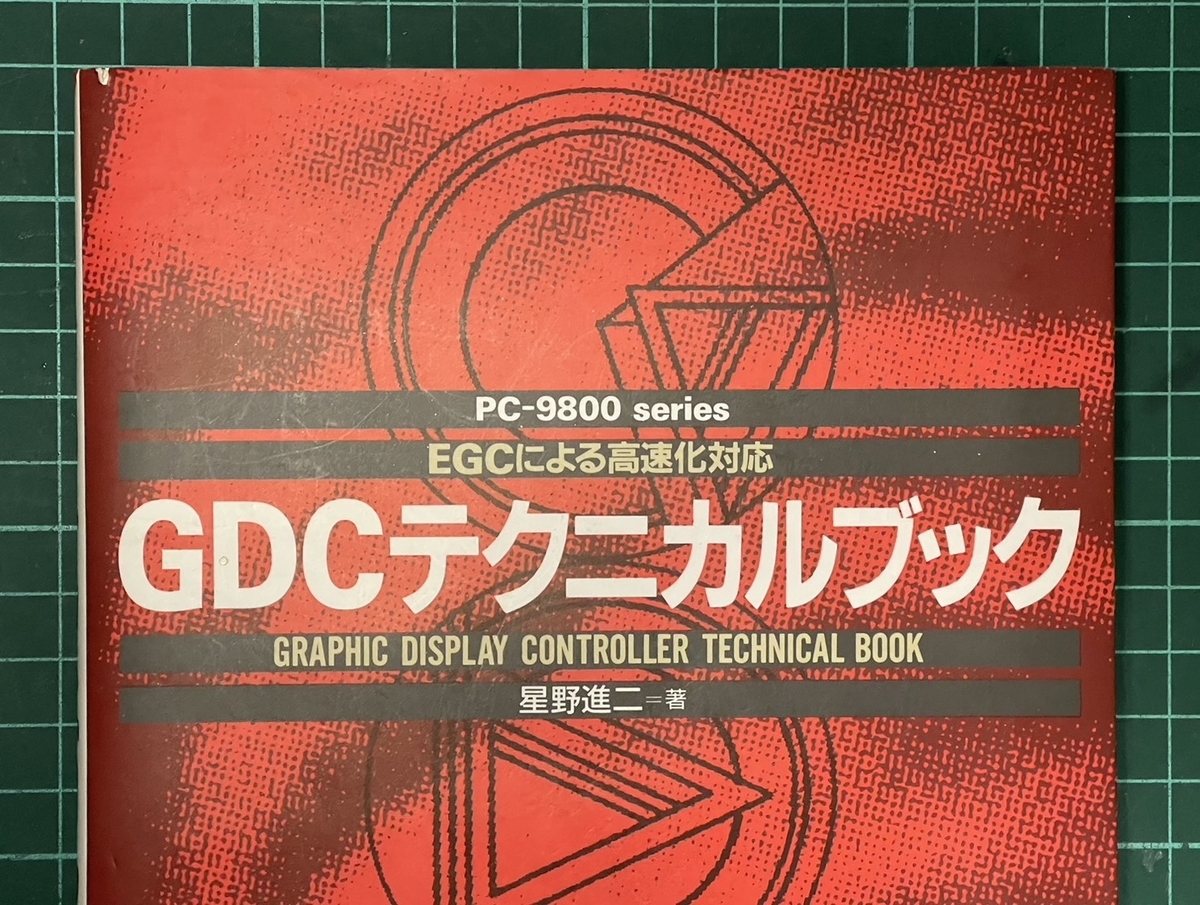 PC-9800 series
EGCによる高速化対応
GDCテクニカルブック
GRAPHIC DISPLAY CONTROLLER TECHNICAL BOOK
星野進二=著